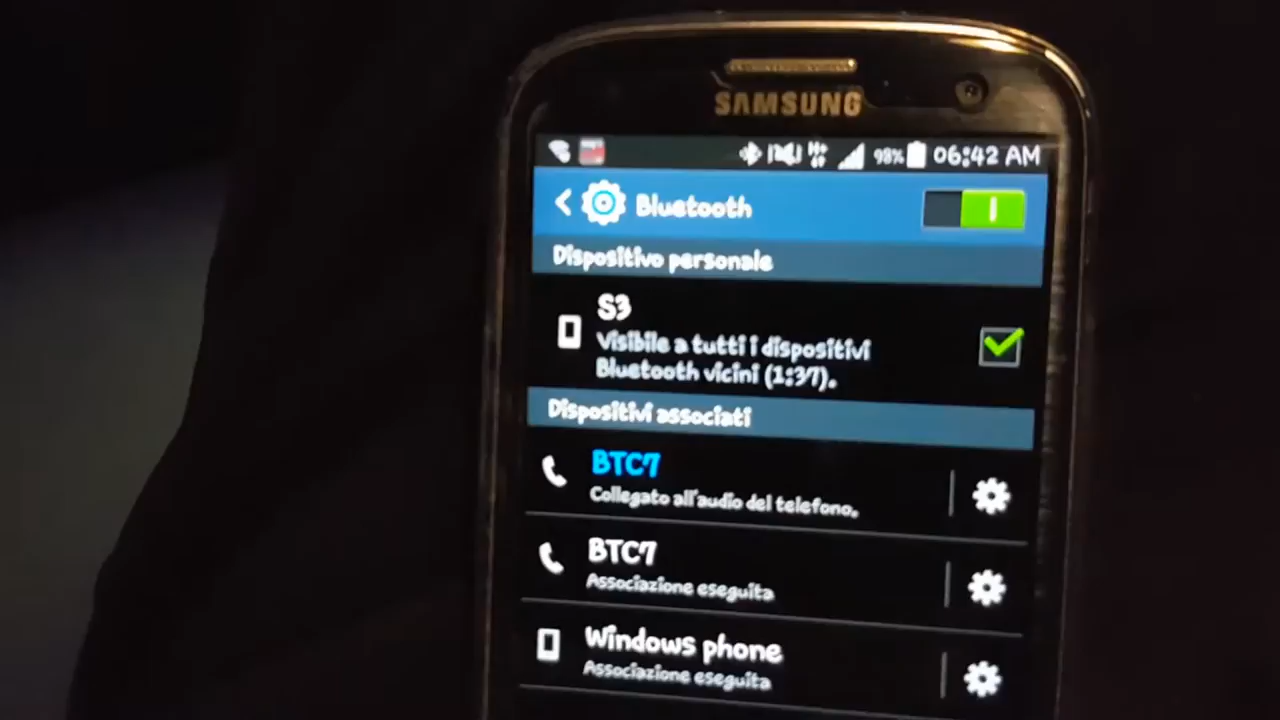 SAMSUNG
98% 06:42 AM
Bluetooth
Dispositivo personale
S3
Visibile a tutti i dispositivi
Bluetooth vicini (1:37).
Dispositivi associati
BTC7
Collegato all'audio del telefono.
BTC7
Associazione eseguita
Windows phone
Associazione eseguita